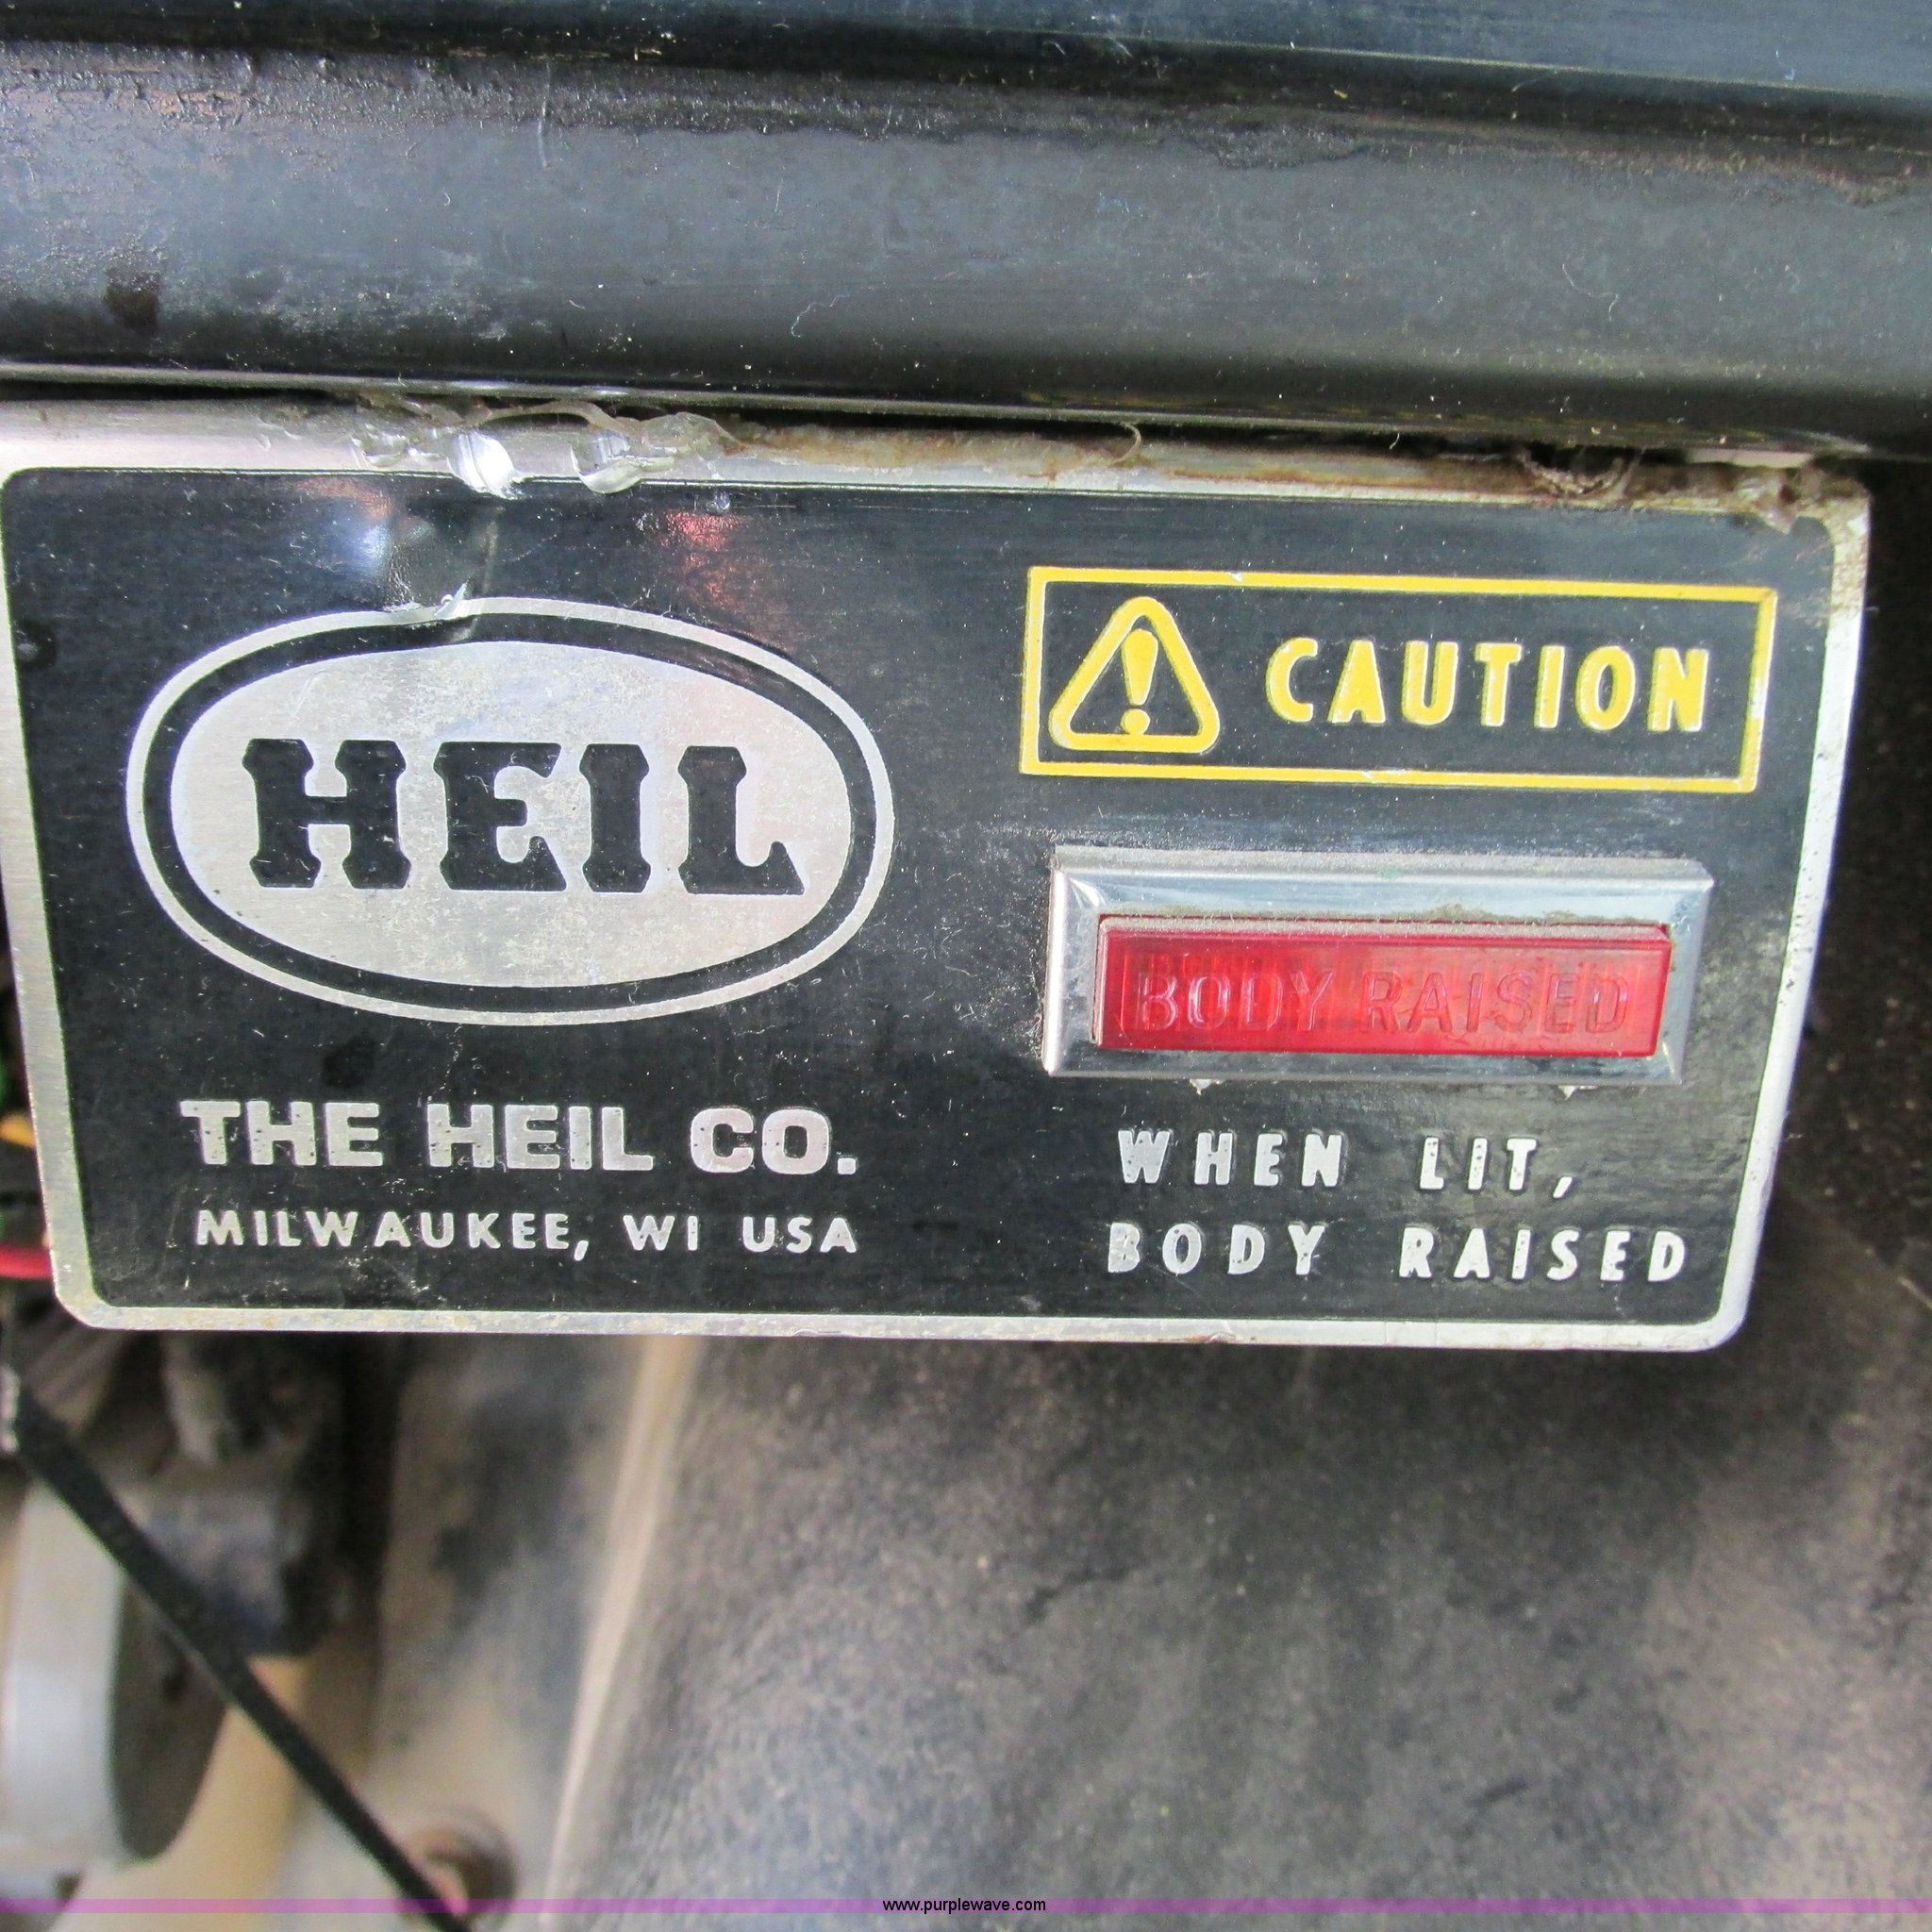 HEIL
THE HEIL CO.
MILWAUKEE, WI USA
CAUTION
BODY RAISED
WHEN LIT,
BODY RAISED
www.purplewave.com